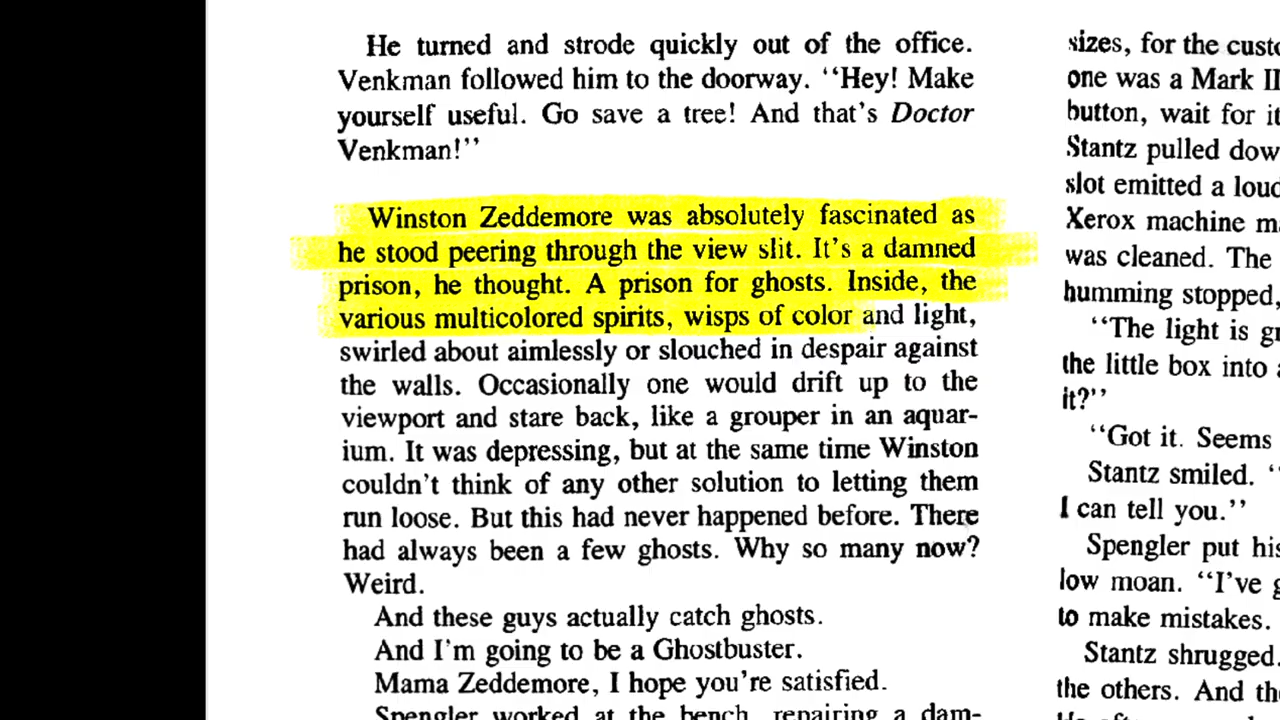 He turned and strode quickly out of the office.
Venkman followed him to the doorway. "Hey! Make
yourself useful. Go save a tree! And that's Doctor
Venkman!"
Winston Zeddemore was absolutely fascinated as
he stood peering through the view slit. It's a damned
prison, he thought. A prison for ghosts. Inside, the
various multicolored spirits, wisps of color and light,
swirled about aimlessly or slouched in despair against
the walls. Occasionally one would drift up to the
viewport and stare back, like a grouper in an aquar-
ium. It was depressing, but at the same time Winston
couldn't think of any other solution to letting them
run loose. But this had never happened before. There
had always been a few ghosts. Why so many now?
Weird.
And these guys actually catch ghosts.
And I'm going to be a Ghostbuster.
Mama Zeddemore, I hope you're satisfied.
Spengler worked at the bench, repairing a dam-
sizes, for the
one was a Mark
button, wait for
Stantz pulled
slot emitted a
Xerox machine
was cleaned. The
humming stopped,
"The light is
the little box into
it?"
"Got it. Seems
Stantz smiled. "
I can tell you."
Spengler put
low moan. "I've
to make mistakes.
Stantz shrugged.
the others. And